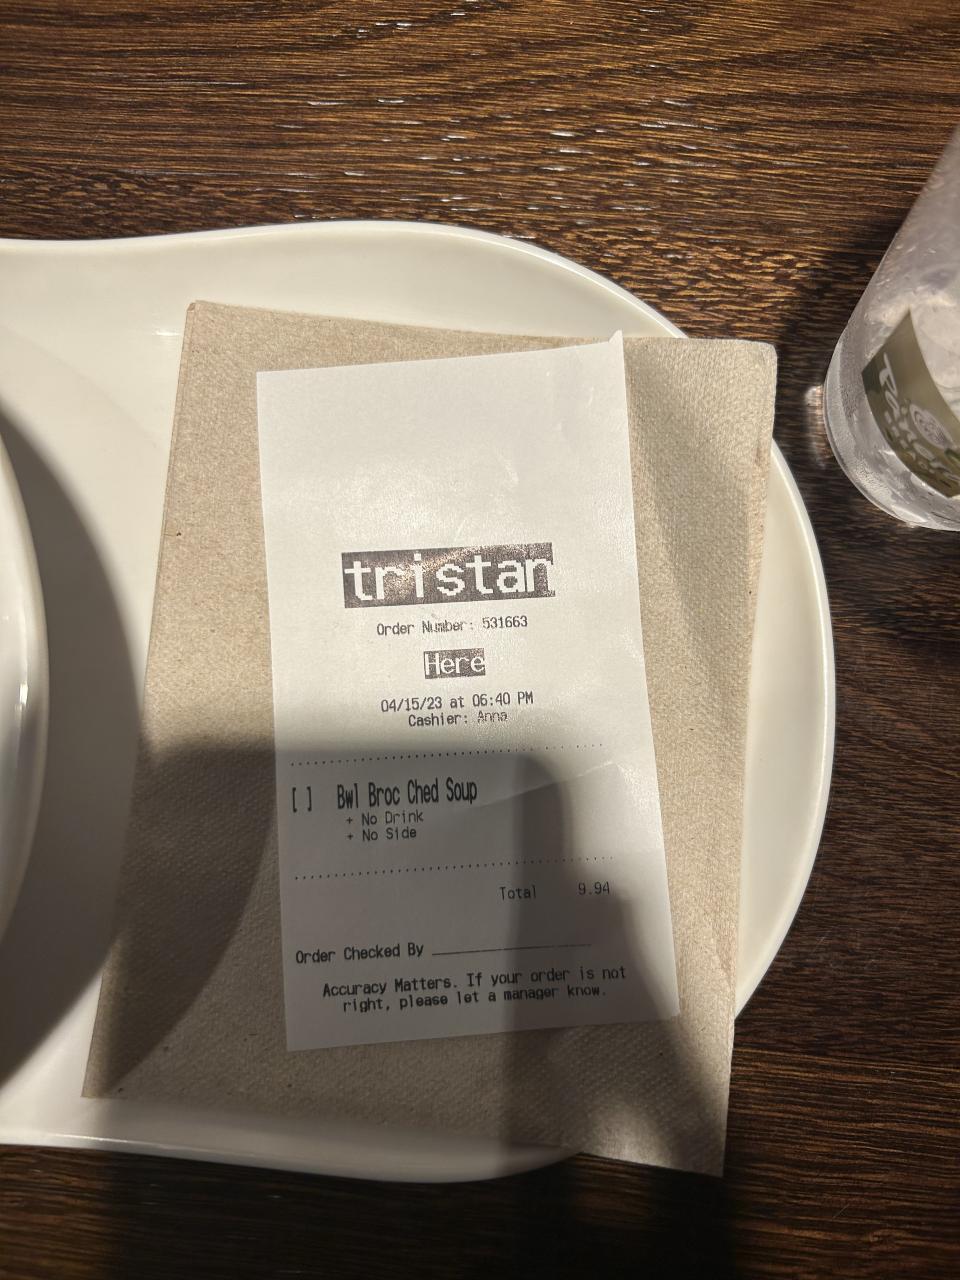 tristan
Order Number: 531663
Here
04/15/23 at 06:40 PM
Cashier: Anna
[ ] Bwl Broc Ched Soup
+ No Drink
+ No Side
Total 9.94
Order Checked By
Accuracy Matters. If your order is not
right, please let a manager know.